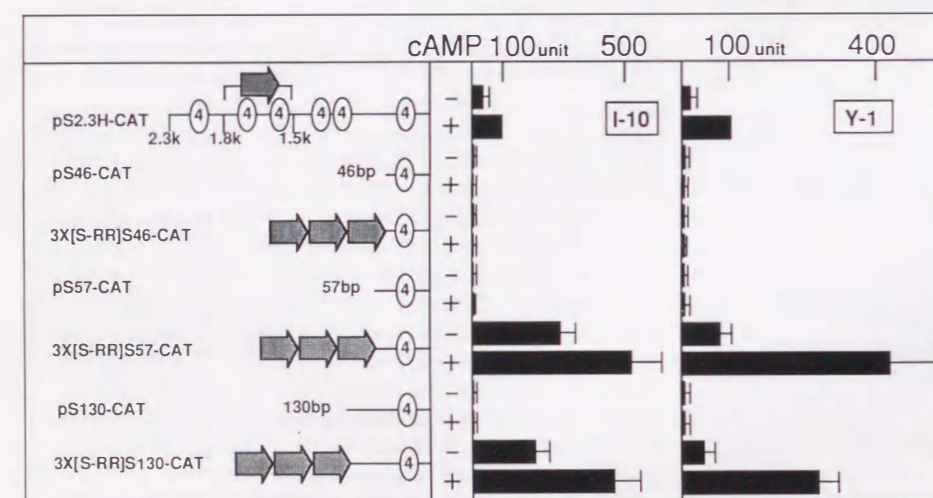 cAMP 100 unit 500 100 unit 400
pS2.3H-CAT 4 4 4 4 4 4 − + I-10 Y-1
2.3k 1.8k 1.5k
pS46-CAT 46bp 4 − +
3X[S-RR]S46-CAT 4 − +
pS57-CAT 57bp 4 − +
3X[S-RR]S57-CAT 4 − +
pS130-CAT 130bp 4 − +
3X[S-RR]S130-CAT 4 − +